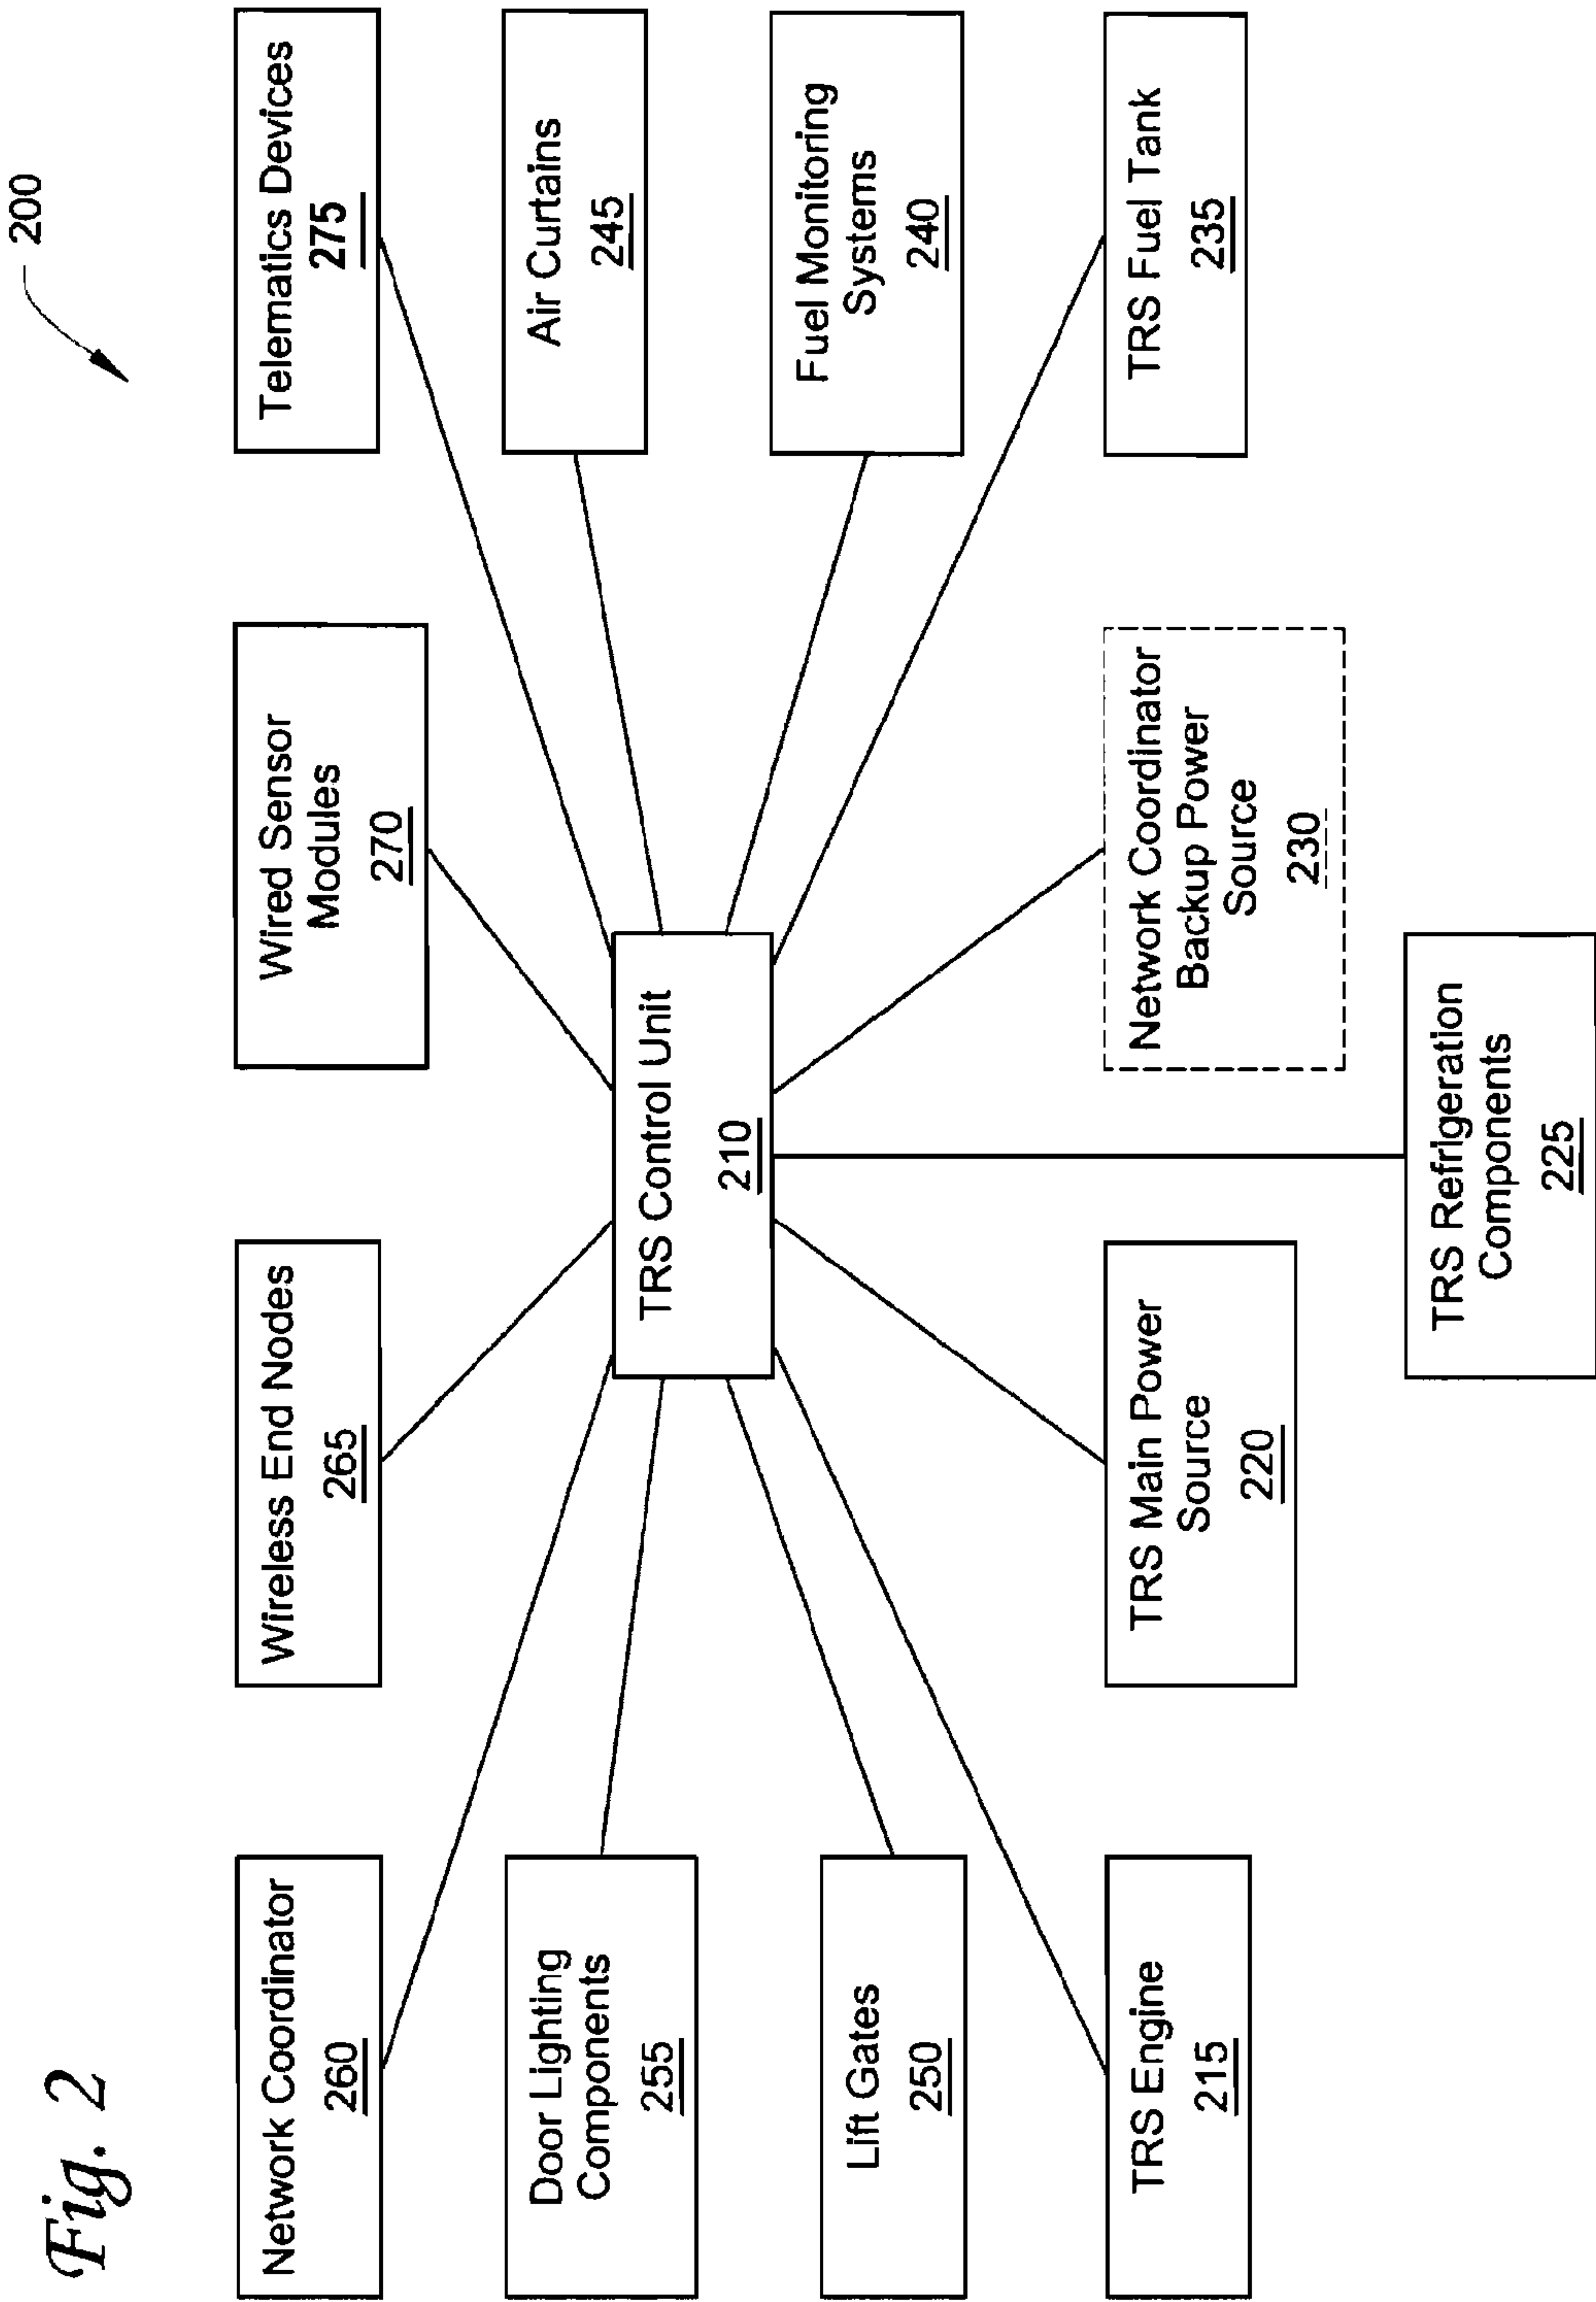 Fig. 2
200
Network Coordinator
260
Wireless End Nodes
265
Wired Sensor
Modules
270
Telematics Devices
275
Door Lighting
Components
255
Air Curtains
245
TRS Control Unit
210
Lift Gates
250
Fuel Monitoring
Systems
240
TRS Engine
215
TRS Main Power
Source
220
Network Coordinator
Backup Power
Source
230
TRS Fuel Tank
235
TRS Refrigeration
Components
225